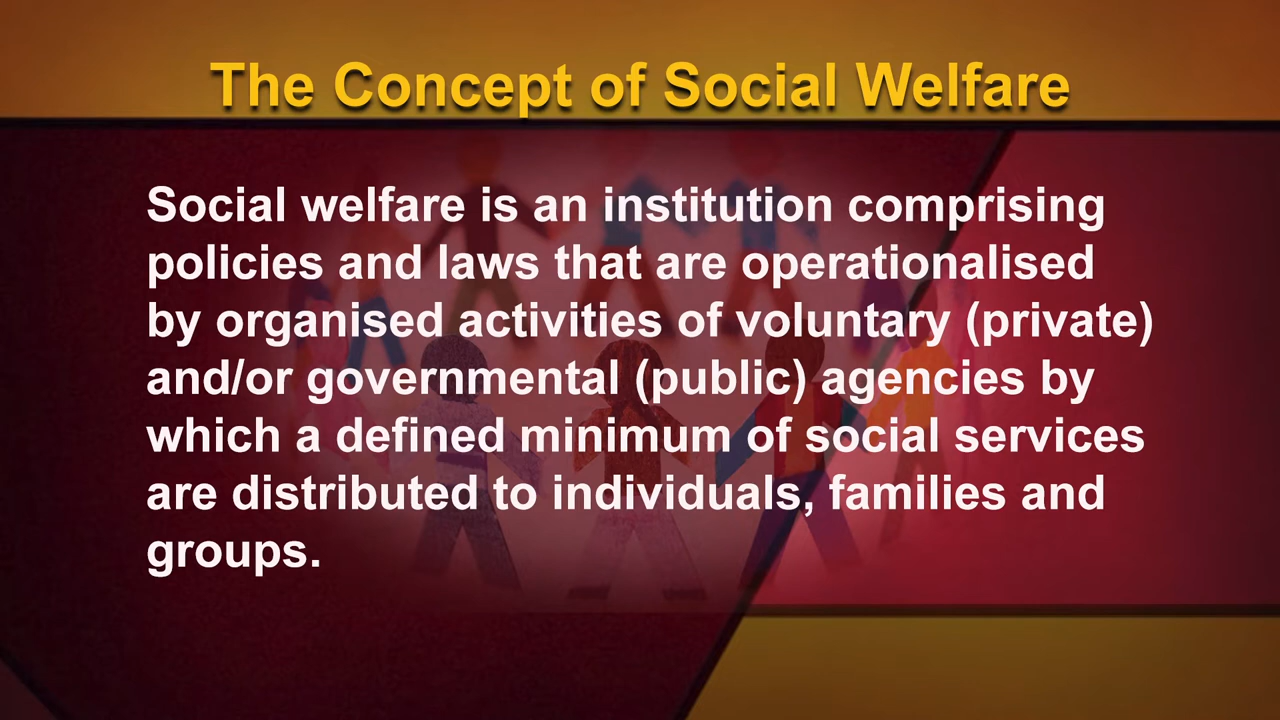 The Concept of Social Welfare
Social welfare is an institution comprising
policies and laws that are operationalised
by organised activities of voluntary (private)
and/or governmental (public) agencies by
which a defined minimum of social services
are distributed to individuals, families and
groups.